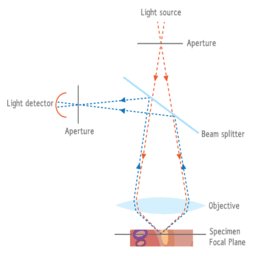 Light source
Aperture
Light detector
Aperture
Beam splitter
Objective
Specimen
Focal Plane